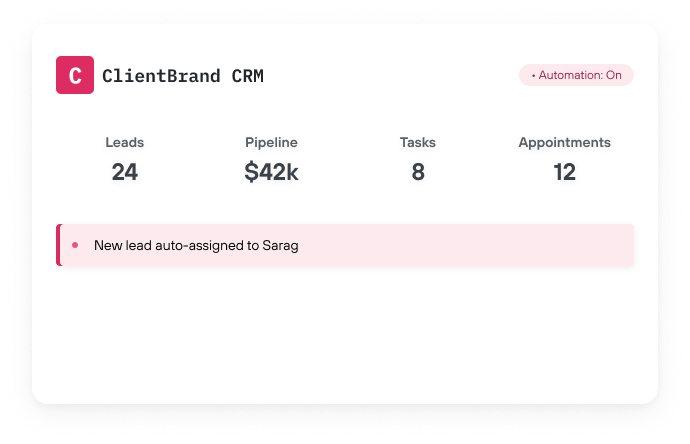 C ClientBrand CRM
• Automation: On
Leads
24
Pipeline
$42k
Tasks
8
Appointments
12
New lead auto-assigned to Sarag